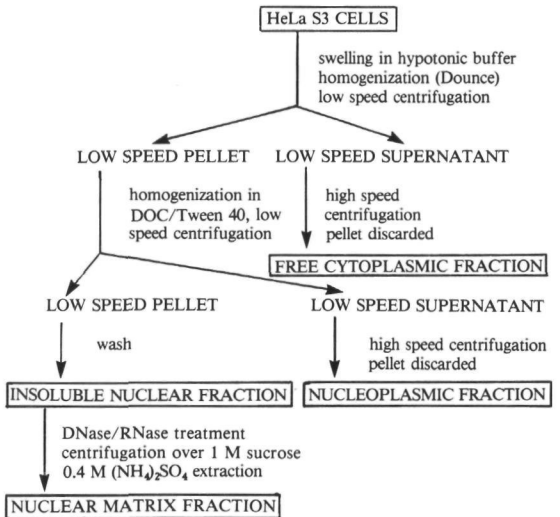 HeLa S3 CELLS
swelling in hypotonic buffer
homogenization (Dounce)
low speed centrifugation
LOW SPEED PELLET
LOW SPEED SUPERNATANT
homogenization in
DOC/Tween 40, low
speed centrifugation
high speed
centrifugation
pellet discarded
FREE CYTOPLASMIC FRACTION
LOW SPEED PELLET
LOW SPEED SUPERNATANT
wash
high speed centrifugation
pellet discarded
INSOLUBLE NUCLEAR FRACTION
NUCLEOPLASMIC FRACTION
DNase/RNase treatment
centrifugation over 1 M sucrose
0.4 M (NH₄)₂SO₄ extraction
NUCLEAR MATRIX FRACTION